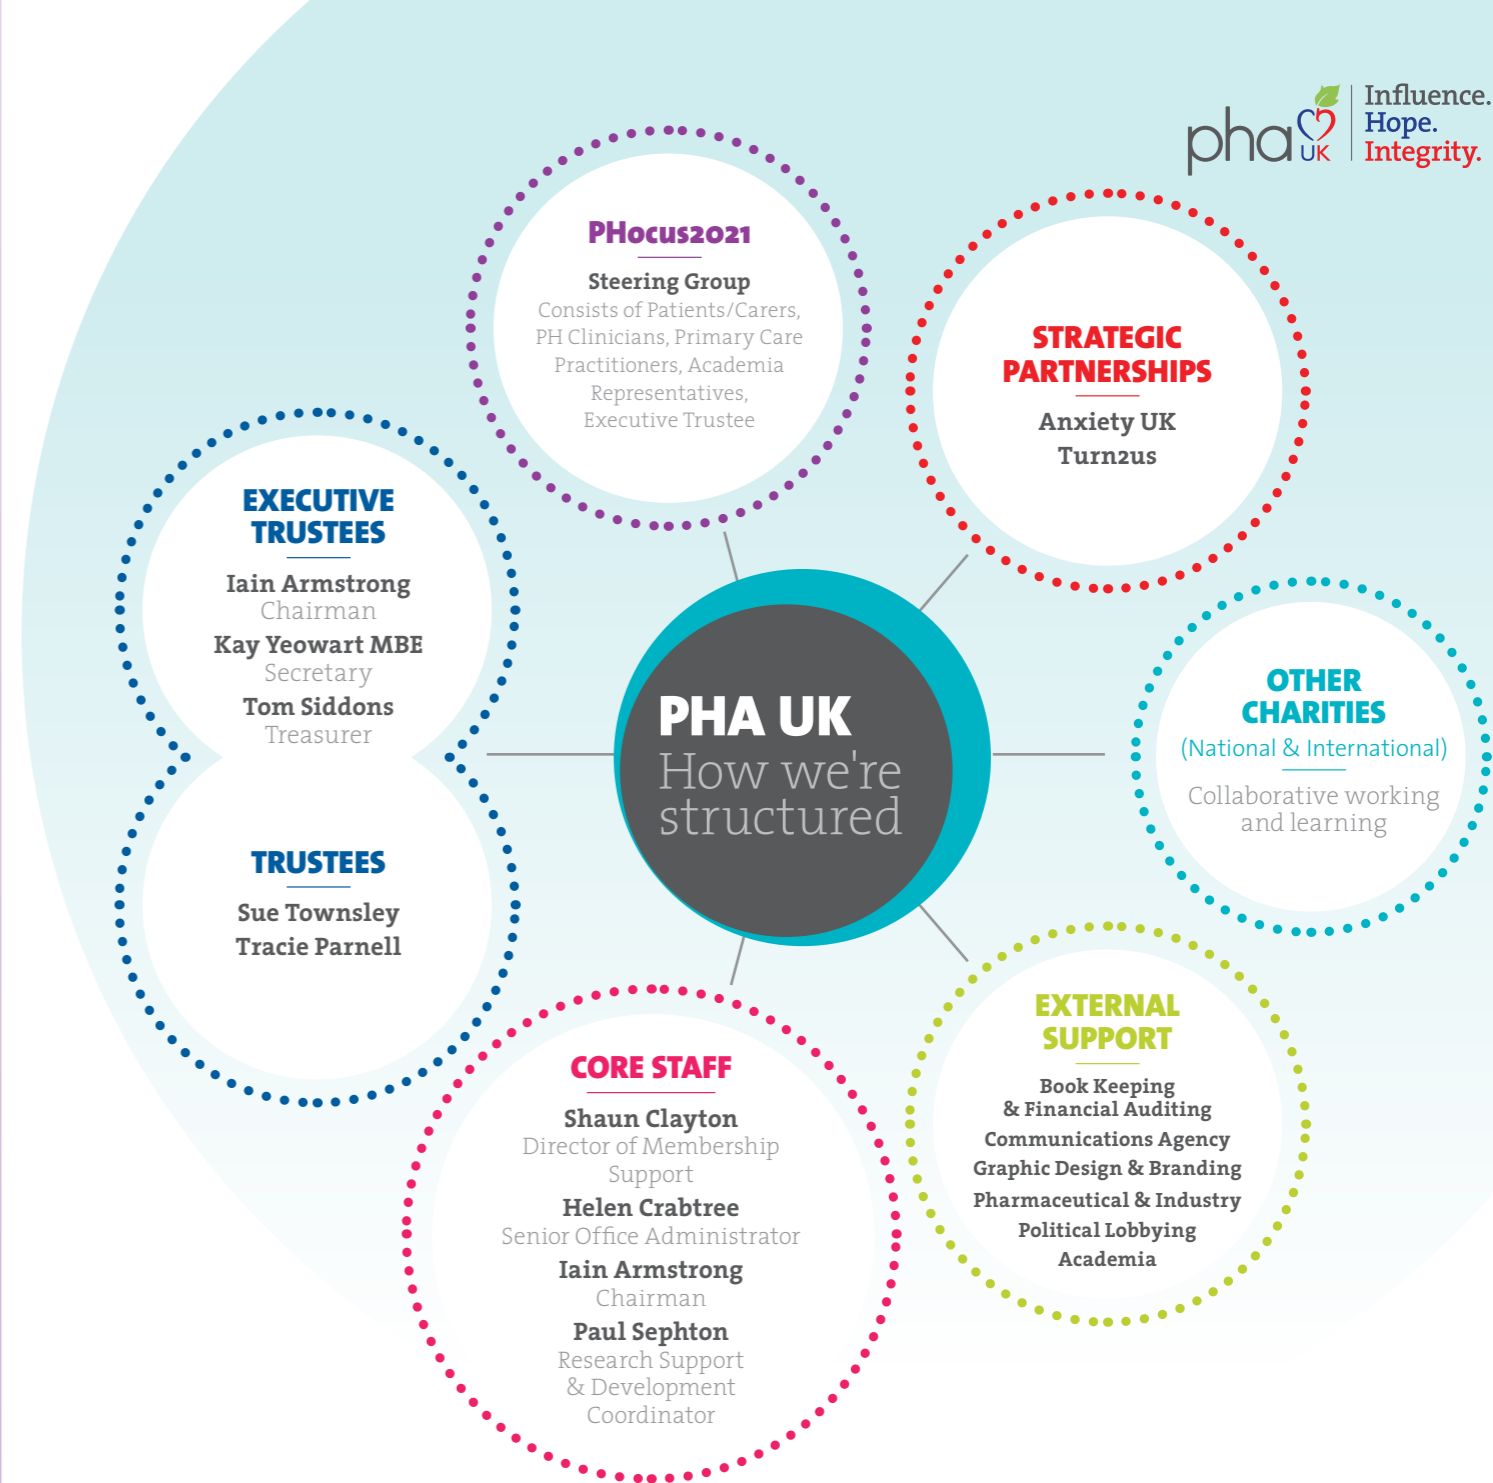 pha UK
Influence.
Hope.
Integrity.
PHocus2021
Steering Group
Consists of Patients/Carers,
PH Clinicians, Primary Care
Practitioners, Academia
Representatives,
Executive Trustee
STRATEGIC
PARTNERSHIPS
Anxiety UK
Turn2us
EXECUTIVE
TRUSTEES
Iain Armstrong
Chairman
Kay Yeowart MBE
Secretary
Tom Siddons
Treasurer
TRUSTEES
Sue Townsley
Tracie Parnell
PHA UK
How we're
structured
OTHER
CHARITIES
(National & International)
Collaborative working
and learning
EXTERNAL
SUPPORT
Book Keeping
& Financial Auditing
Communications Agency
Graphic Design & Branding
Pharmaceutical & Industry
Political Lobbying
Academia
CORE STAFF
Shaun Clayton
Director of Membership
Support
Helen Crabtree
Senior Office Administrator
Iain Armstrong
Chairman
Paul Sephton
Research Support
& Development
Coordinator